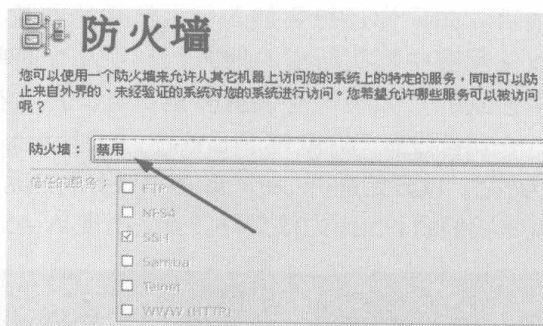 防火墙
您可以使用一个防火墙来允许从其它机器上访问您的系统上的特定的服务，同时可以防
止来自外界的、未经验证的系统对您的系统进行访问。您希望允许哪些服务可以被访问
呢？
防火墙： 禁用
信任的服务：
FTP
NFS4
SSH
Samba
Telnet
WWW (HTTP)